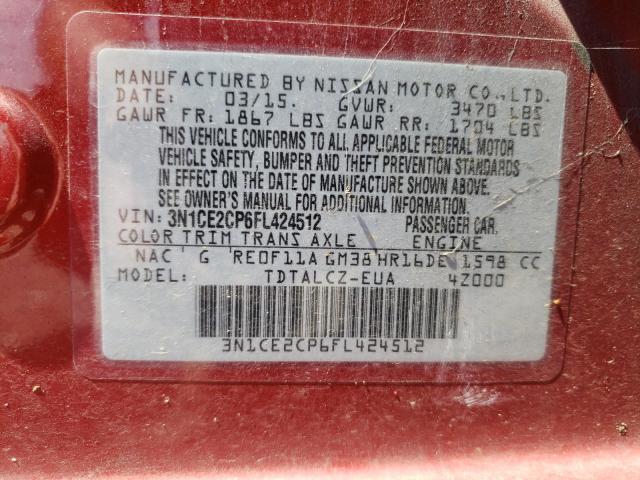 MANUFACTURED BY NISSAN MOTOR CO.,LTD.
DATE: 03/15. GVWR: 3470 LBS
GAWR FR: 1867 LBS GAWR RR: 1704 LBS
THIS VEHICLE CONFORMS TO ALL APPLICABLE FEDERAL MOTOR
VEHICLE SAFETY, BUMPER AND THEFT PREVENTION STANDARDS
IN EFFECT ON THE DATE OF MANUFACTURE SHOWN ABOVE.
SEE OWNER'S MANUAL FOR ADDITIONAL INFORMATION.
VIN: 3N1CE2CP6FL424512 PASSENGER CAR.
COLOR TRIM TRANS AXLE ENGINE
NAC G RE0F11A GM38 HR16DE 1598 CC
MODEL: TDTALCZ-EUA 4Z000
3N1CE2CP6FL424512